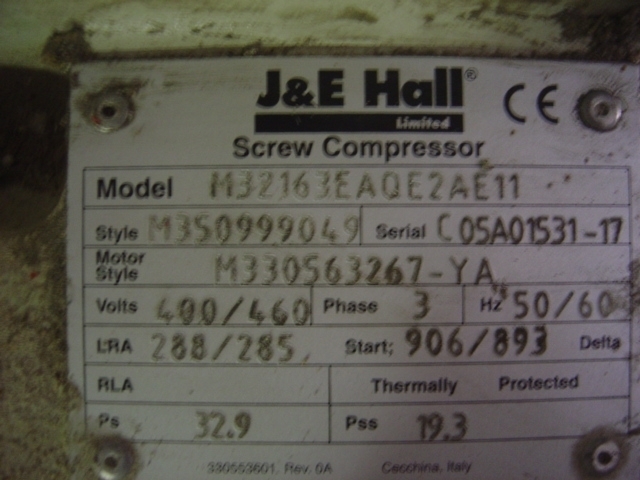 J&E Hall®
Limited
CE
Screw Compressor
Model M32163EAQE2AE11
Style M350999049 Serial C05A01531-17
Motor Style M330563267-YA
Volts 400/460 Phase 3 Hz 50/60
LRA 288/285 Start; 906/893 Delta
RLA Thermally Protected
Ps 32.9 Pss 19.3
330553601. Rev. 0A Cecchina, Italy